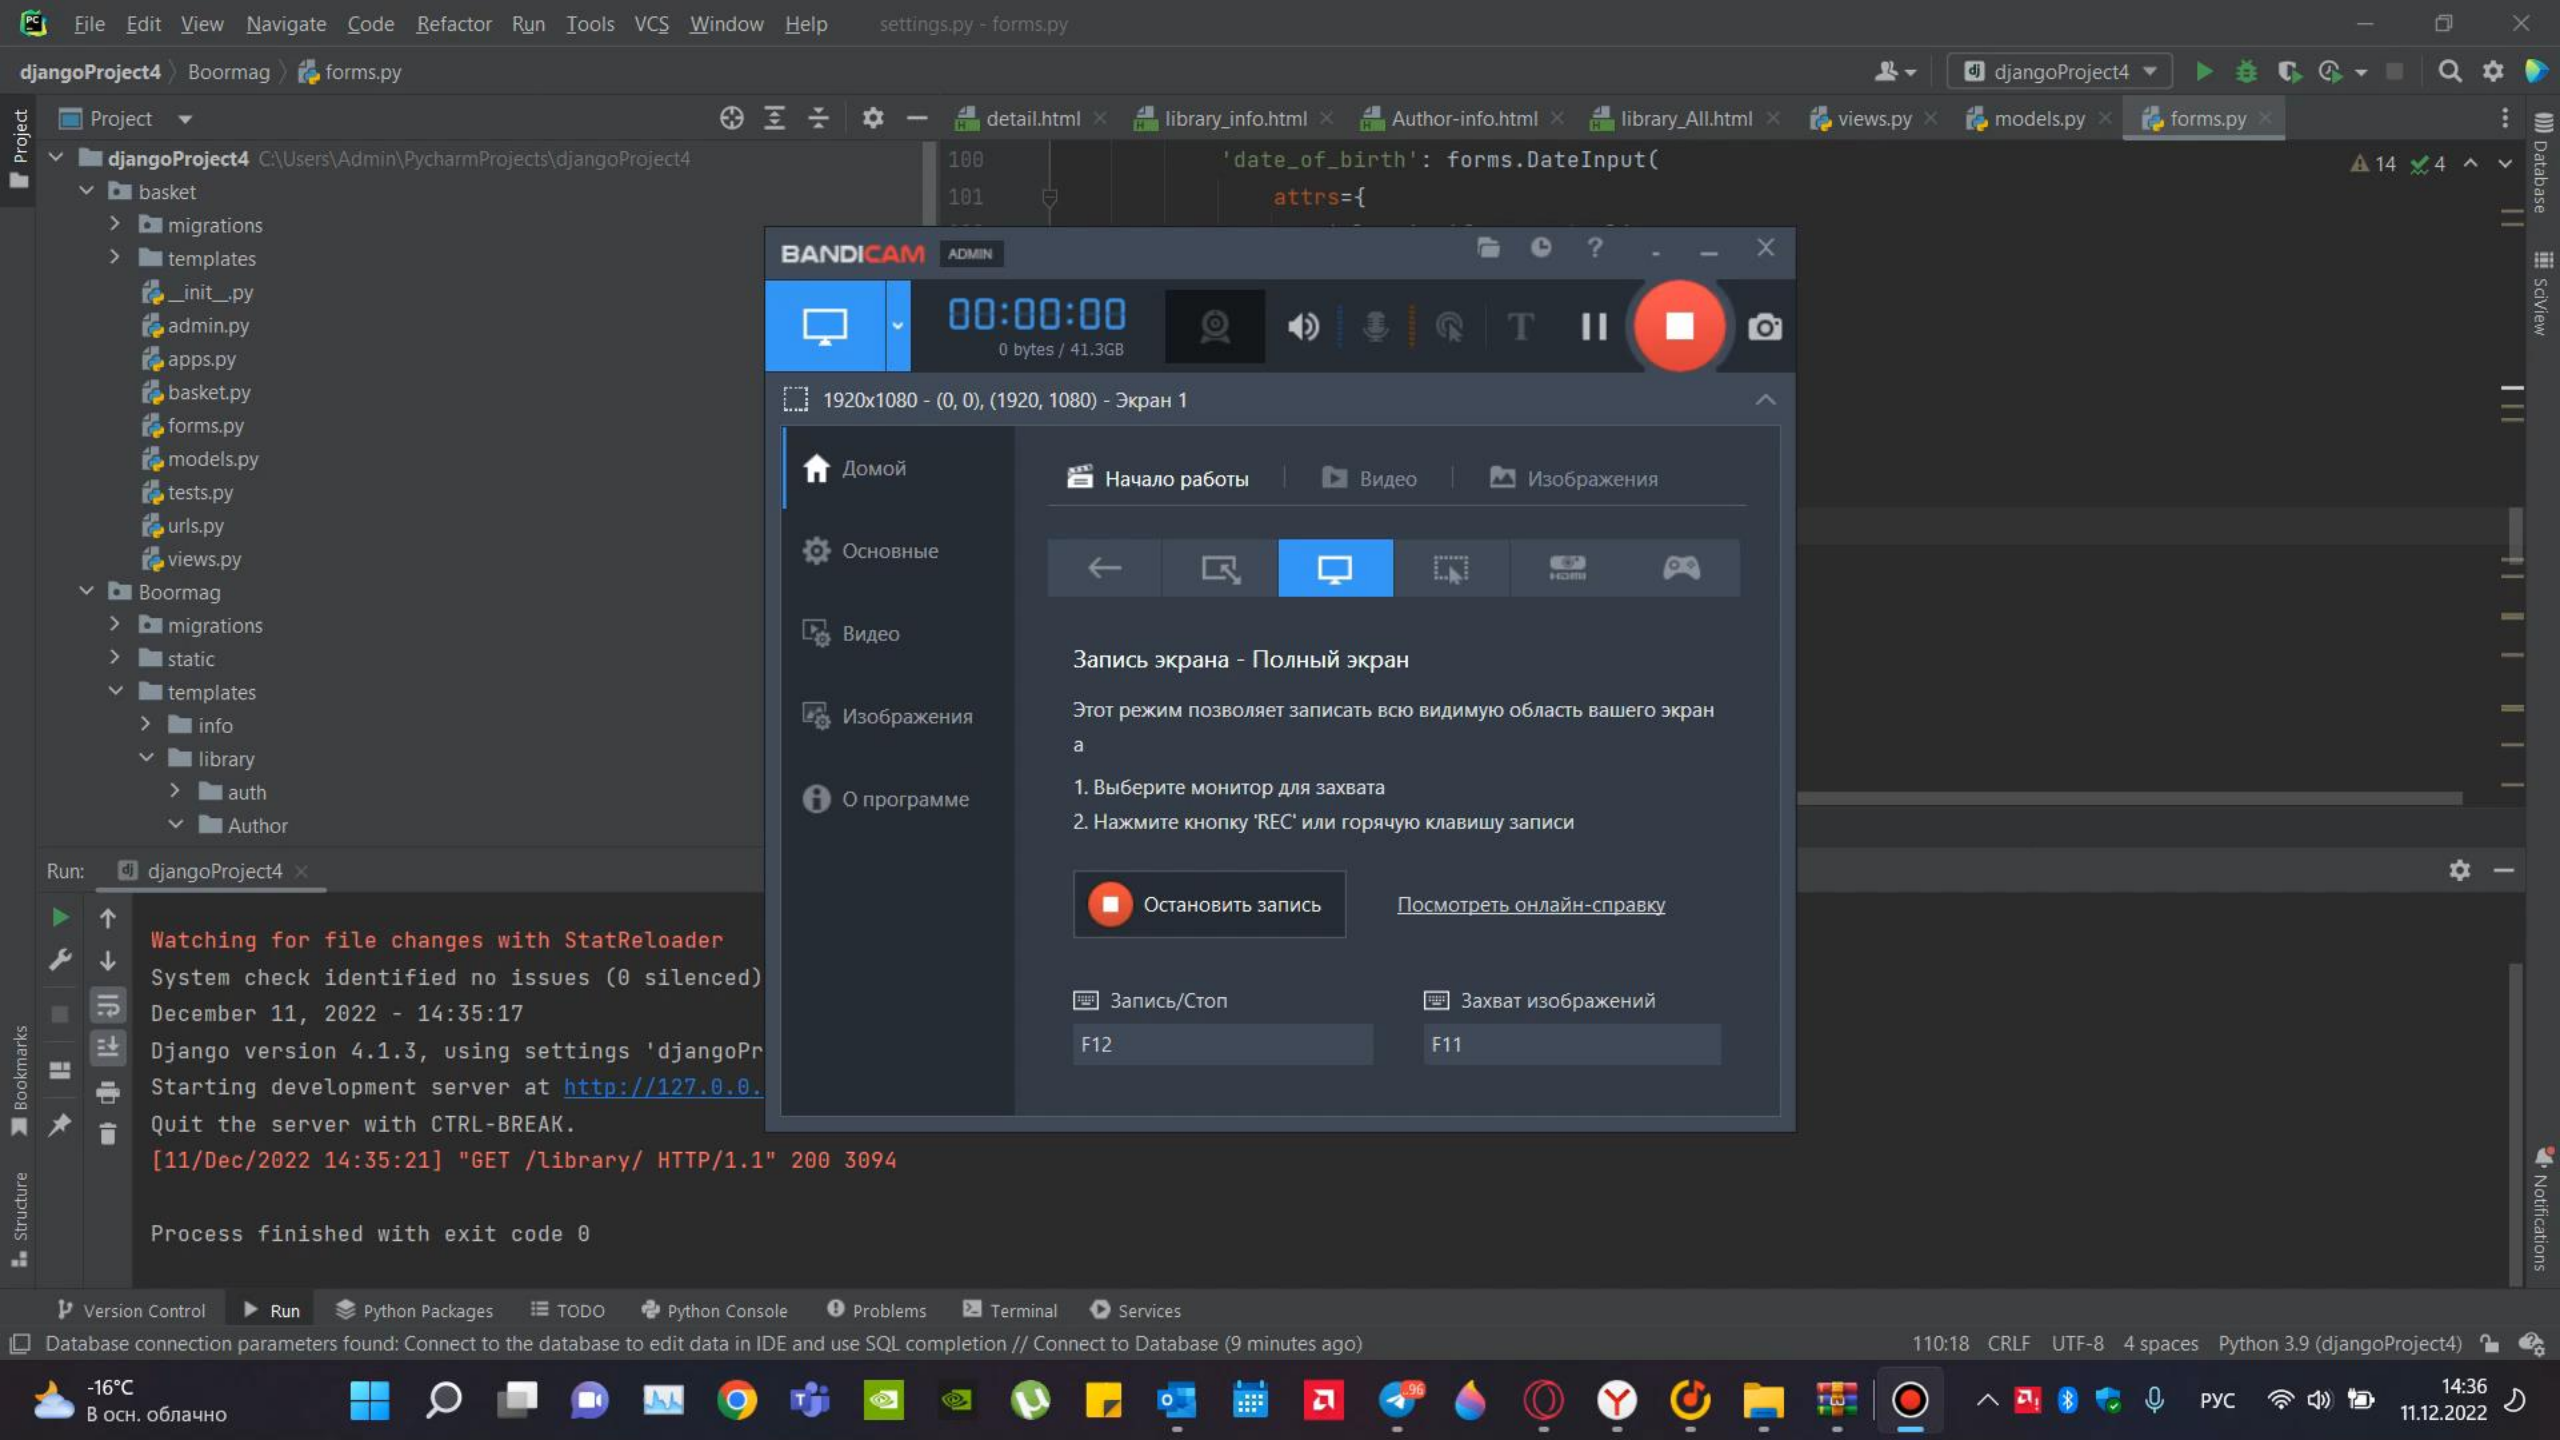 File Edit View Navigate Code Refactor Run Tools VCS Window Help settings.py - forms.py
djangoProject4 Boormag forms.py djangoProject4
Project detail.html library_info.html Author-info.html library_All.html views.py models.py forms.py
Project
Database
SciView
djangoProject4 C:\Users\Admin\PycharmProjects\djangoProject4
basket
migrations
templates
__init__.py
admin.py
apps.py
basket.py
forms.py
models.py
tests.py
urls.py
views.py
Boormag
migrations
static
templates
info
library
auth
Author
100 'date_of_birth': forms.DateInput(
101 attrs={
14 4
BANDICAM ADMIN
00:00:00
0 bytes / 41.3GB
1920x1080 - (0, 0), (1920, 1080) - Экран 1
Домой
Основные
Видео
Изображения
О программе
Начало работы Видео Изображения
HDMI
Запись экрана - Полный экран
Этот режим позволяет записать всю видимую область вашего экран
а
1. Выберите монитор для захвата
2. Нажмите кнопку 'REC' или горячую клавишу записи
Остановить запись Посмотреть онлайн-справку
Запись/Стоп Захват изображений
F12 F11
Run: djangoProject4
Watching for file changes with StatReloader
System check identified no issues (0 silenced)
December 11, 2022 - 14:35:17
Django version 4.1.3, using settings 'djangoPr
Starting development server at http://127.0.0.
Quit the server with CTRL-BREAK.
[11/Dec/2022 14:35:21] "GET /library/ HTTP/1.1" 200 3094
Process finished with exit code 0
Bookmarks
Structure
Notifications
Version Control Run Python Packages TODO Python Console Problems Terminal Services
Database connection parameters found: Connect to the database to edit data in IDE and use SQL completion // Connect to Database (9 minutes ago) 110:18 CRLF UTF-8 4 spaces Python 3.9 (djangoProject4)
-16°C
В осн. облачно
96
РУС
14:36
11.12.2022